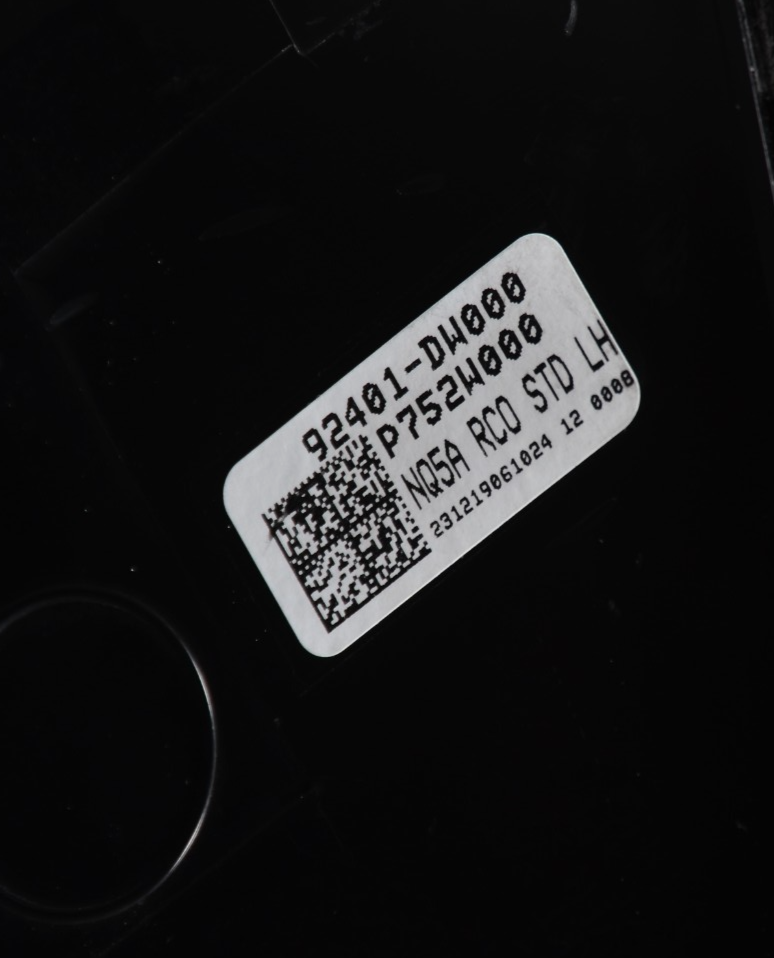 92401-DW000
P752W000
NQ5A RCO STD LH
231219061024 12 0008